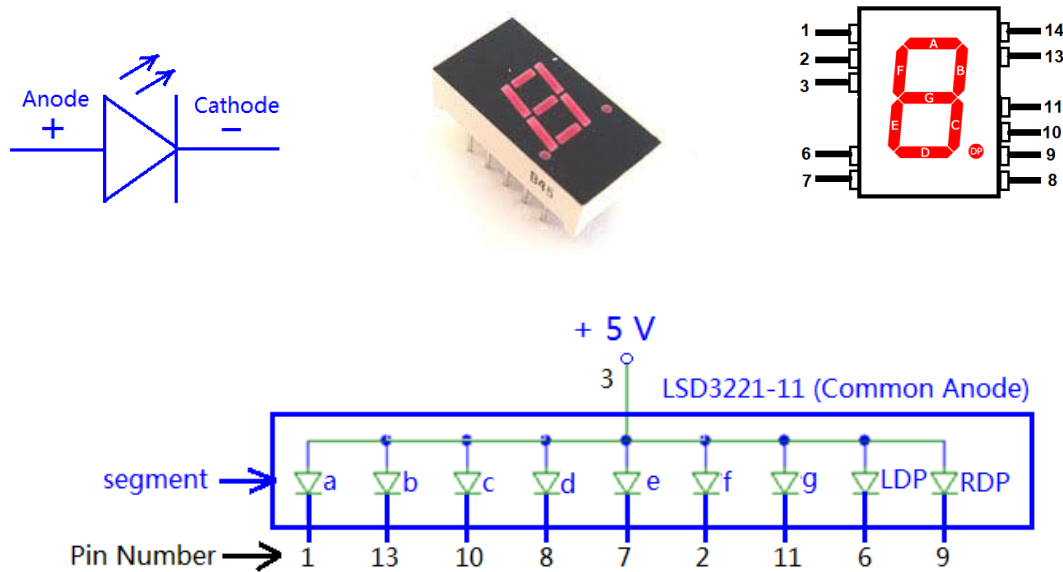 Anode
+
Cathode
−
B46
1
2
3
6
7
14
13
11
10
9
8
A
F
B
G
E
C
D
DP
+ 5 V
3
LSD3221-11 (Common Anode)
segment
a b c d e f g LDP RDP
Pin Number 1 13 10 8 7 2 11 6 9